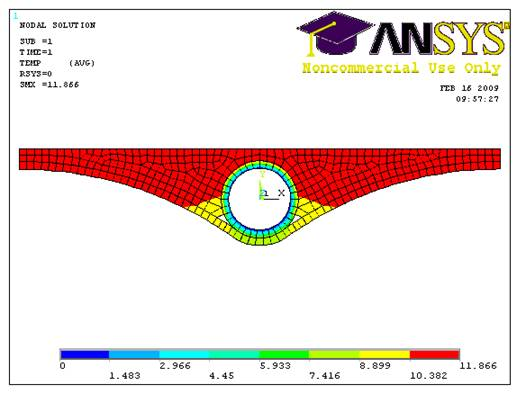 1
NODAL SOLUTION
SUB =1
TIME=1
TEMP (AVG)
RSYS=0
SMX =11.866
ANSYS
Noncommercial Use Only
FEB 16 2009
09:57:27
Y
X
0 2.966 5.933 8.899 11.866
1.483 4.45 7.416 10.382